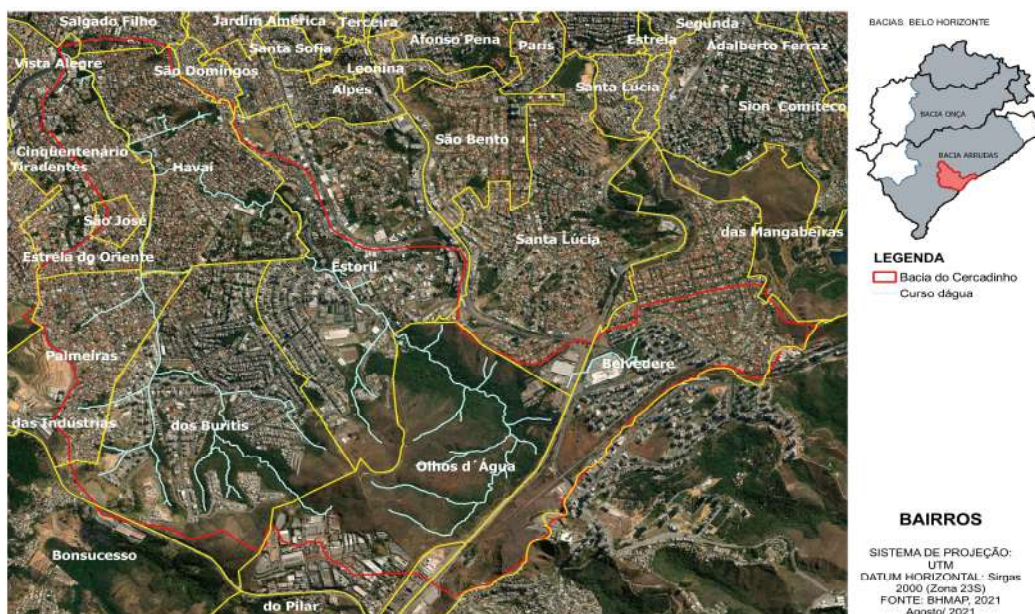 Salgado Filho
Jardim América
Terceira
Segunda
Afonso Pena
Paris
Estrela
Adalberto Ferraz
Santa Sofia
Vista Alegre
São Domingos
Leonina
Alpes
Santa Lúcia
Sion Comiteco
São Bento
Cinqüentenário
Tiradentes
Havaí
São José
Santa Lúcia
das Mangabeiras
Estrela do Oriente
Estoril
Palmeiras
Belvedere
das Indústrias
dos Buritis
Olhos d´Água
Bonsucesso
do Pilar
BACIAS BELO HORIZONTE
BACIA ONÇA
BACIA ARRUDAS
LEGENDA
Bacia do Cercadinho
Curso dágua
BAIRROS
SISTEMA DE PROJEÇÃO:
UTM
DATUM HORIZONTAL: Sirgas
2000 (Zona 23S)
FONTE: BHMAP, 2021
Agosto/ 2021